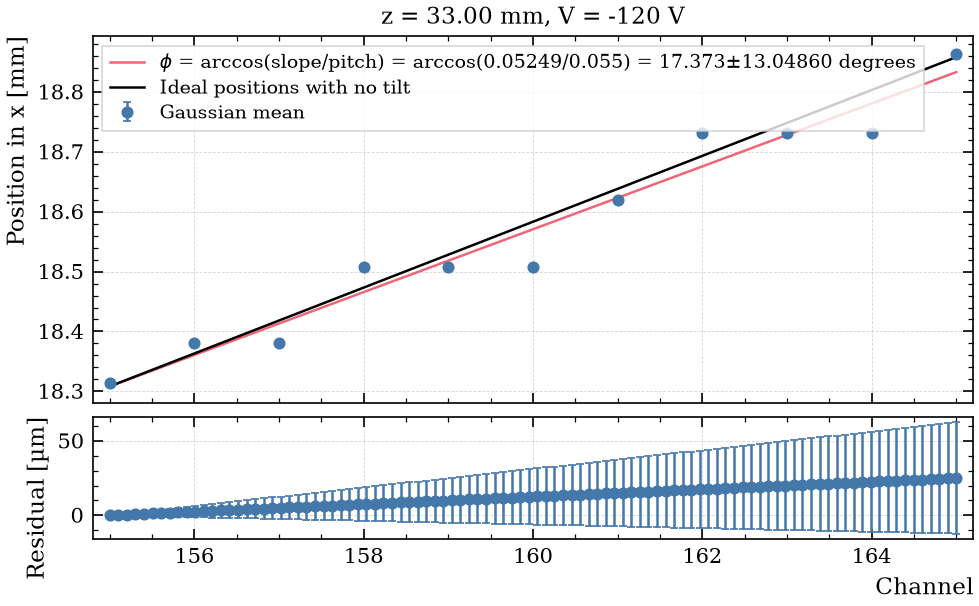 z = 33.00 mm, V = -120 V
ϕ = arccos(slope/pitch) = arccos(0.05249/0.055) = 17.373±13.04860 degrees
Ideal positions with no tilt
Gaussian mean
Position in x [mm]
18.8
18.7
18.6
18.5
18.4
18.3
Residual [µm]
50
0
156 158 160 162 164
Channel